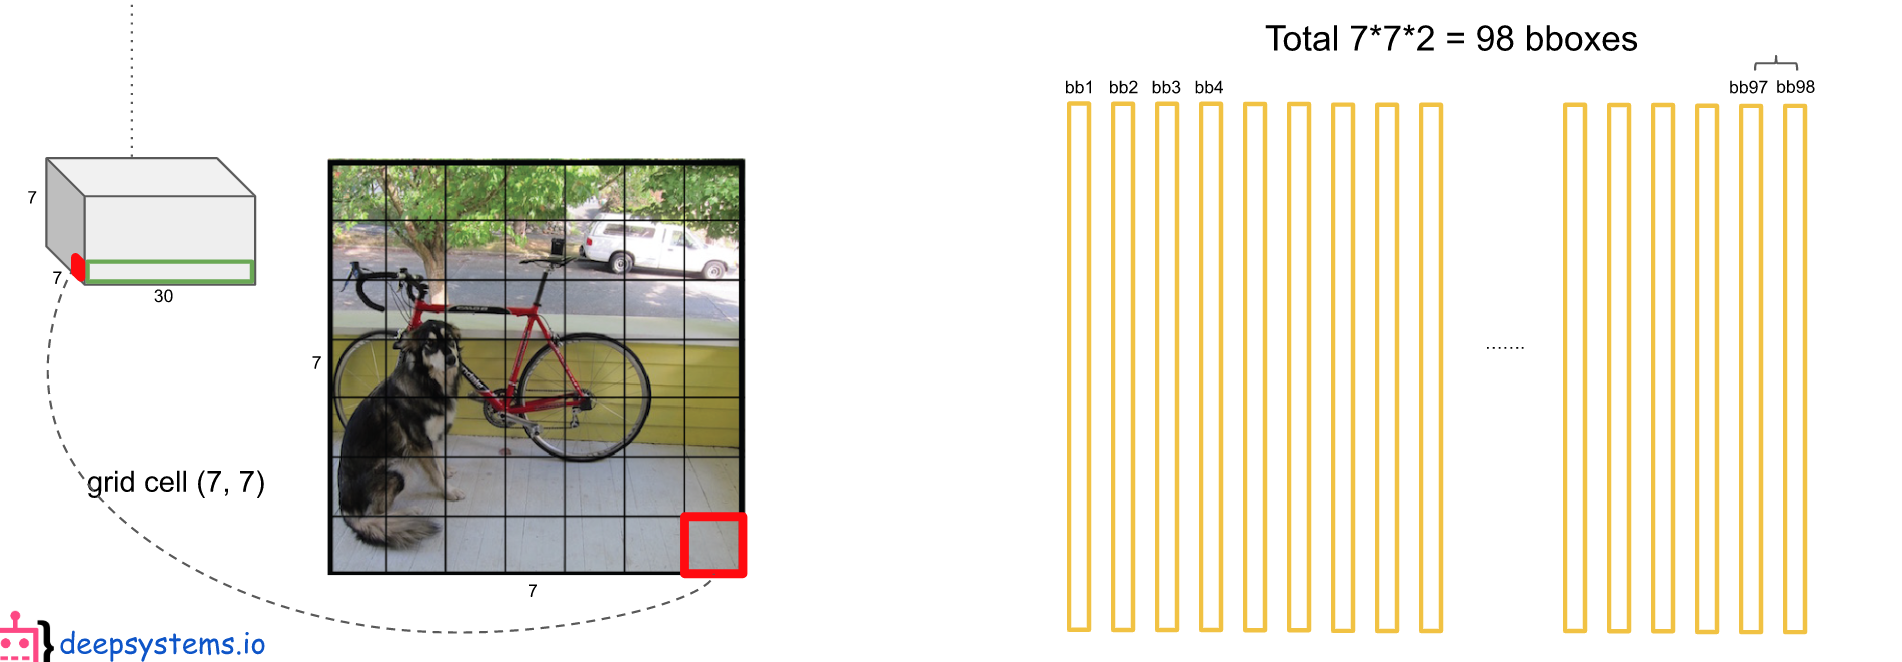 Total 7*7*2 = 98 bboxes
bb1 bb2 bb3 bb4 bb97 bb98
7
7
30
7
.......
grid cell (7, 7)
7
} deepsystems.io